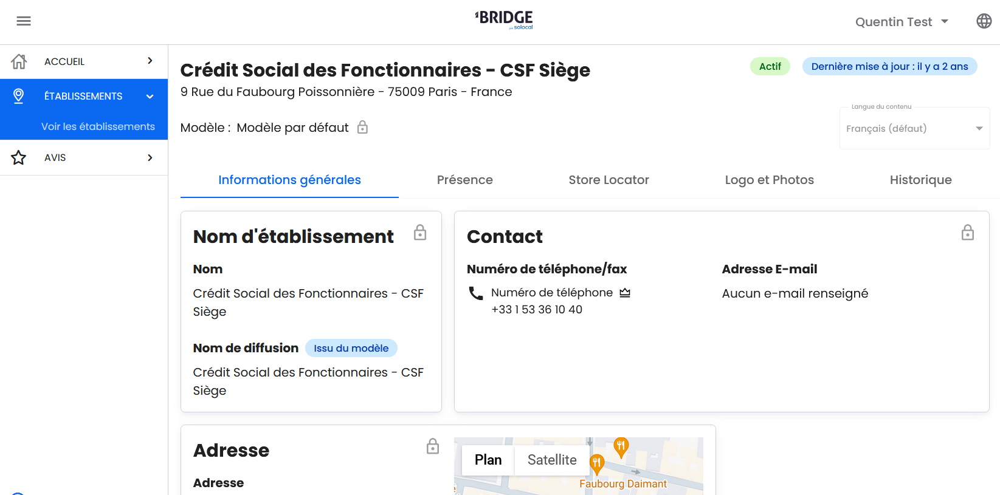 BRIDGE
par solocal
Quentin Test
ACCUEIL
ÉTABLISSEMENTS
Voir les établissements
AVIS
Crédit Social des Fonctionnaires - CSF Siège
Actif
Dernière mise à jour : il y a 2 ans
9 Rue du Faubourg Poissonnière - 75009 Paris - France
Langue du contenu
Modèle : Modèle par défaut
Français (défaut)
Informations générales
Présence
Store Locator
Logo et Photos
Historique
Nom d'établissement
Nom
Crédit Social des Fonctionnaires - CSF
Siège
Nom de diffusion
Issu du modèle
Crédit Social des Fonctionnaires - CSF
Siège
Contact
Numéro de téléphone/fax
Numéro de téléphone
+33 1 53 36 10 40
Adresse E-mail
Aucun e-mail renseigné
Adresse
Adresse
Plan
Satellite
Faubourg Daimant